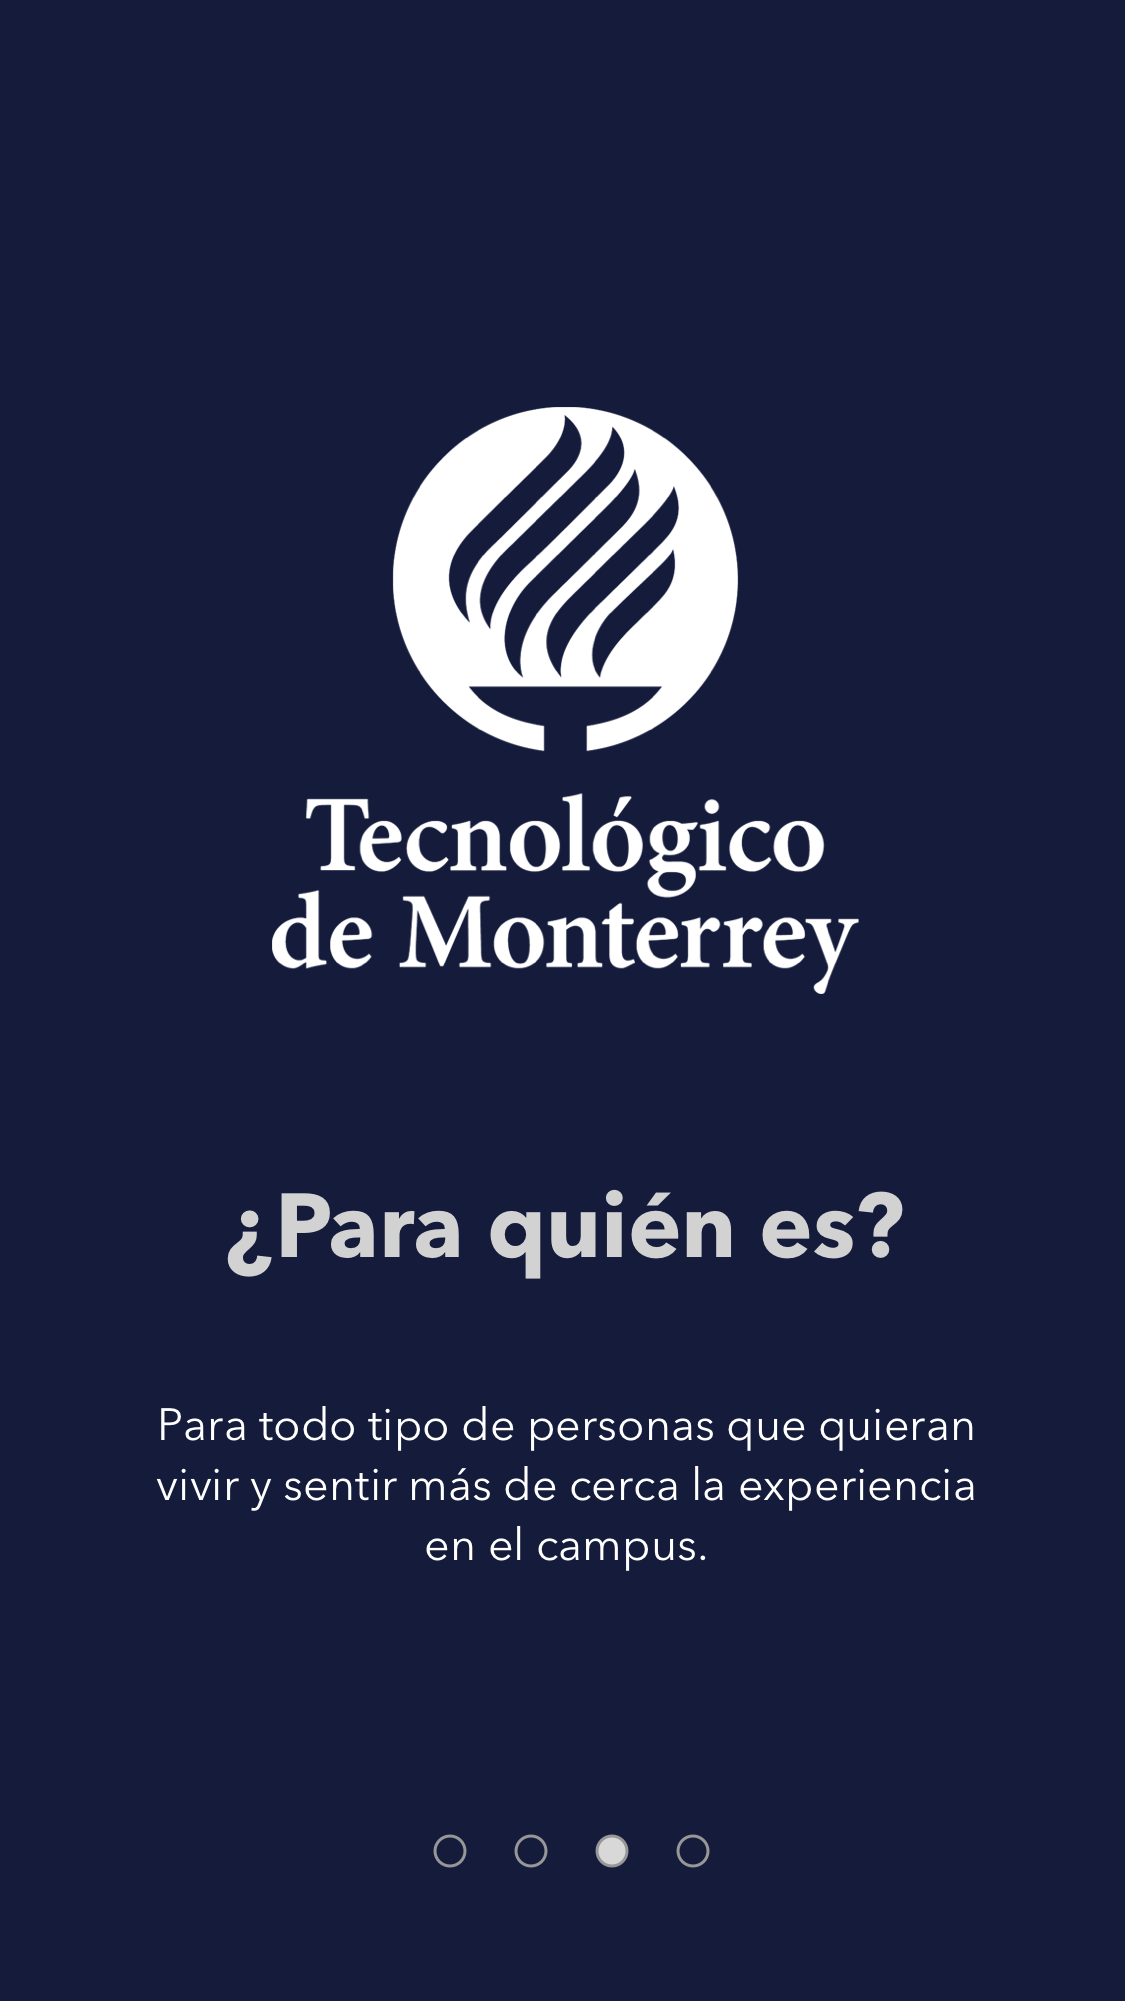 Tecnológico
de Monterrey
¿Para quién es?
Para todo tipo de personas que quieran
vivir y sentir más de cerca la experiencia
en el campus.